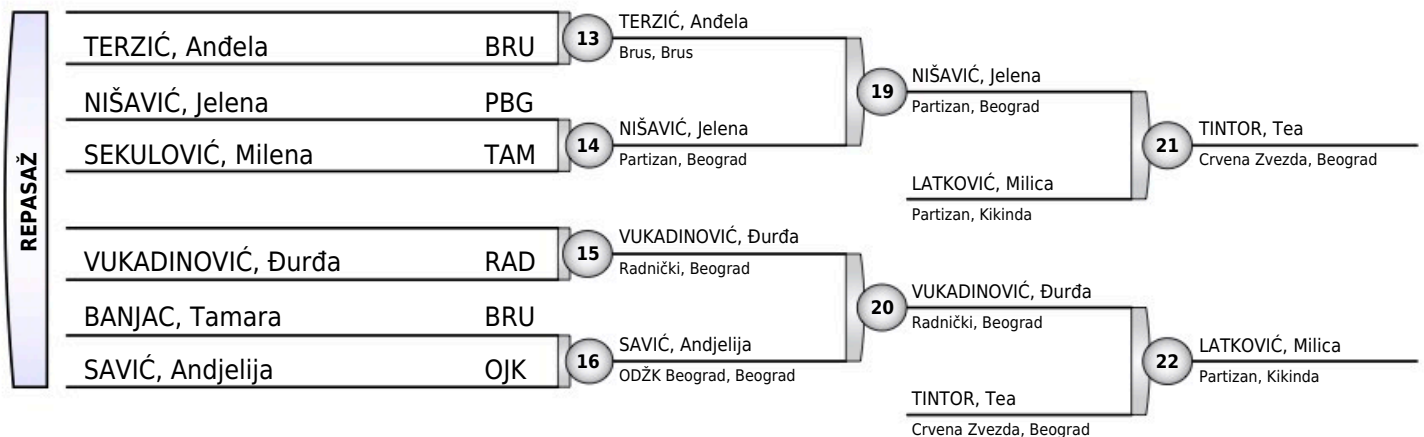 REPASAŽ
TERZIĆ, Anđela BRU
NIŠAVIĆ, Jelena PBG
SEKULOVIĆ, Milena TAM
VUKADINOVIĆ, Đurđa RAD
BANJAC, Tamara BRU
SAVIĆ, Andjelija OJK
13
TERZIĆ, Anđela
Brus, Brus
14
NIŠAVIĆ, Jelena
Partizan, Beograd
15
VUKADINOVIĆ, Đurđa
Radnički, Beograd
16
SAVIĆ, Andjelija
ODŽK Beograd, Beograd
19
NIŠAVIĆ, Jelena
Partizan, Beograd
LATKOVIĆ, Milica
Partizan, Kikinda
20
VUKADINOVIĆ, Đurđa
Radnički, Beograd
TINTOR, Tea
Crvena Zvezda, Beograd
21
TINTOR, Tea
Crvena Zvezda, Beograd
22
LATKOVIĆ, Milica
Partizan, Kikinda